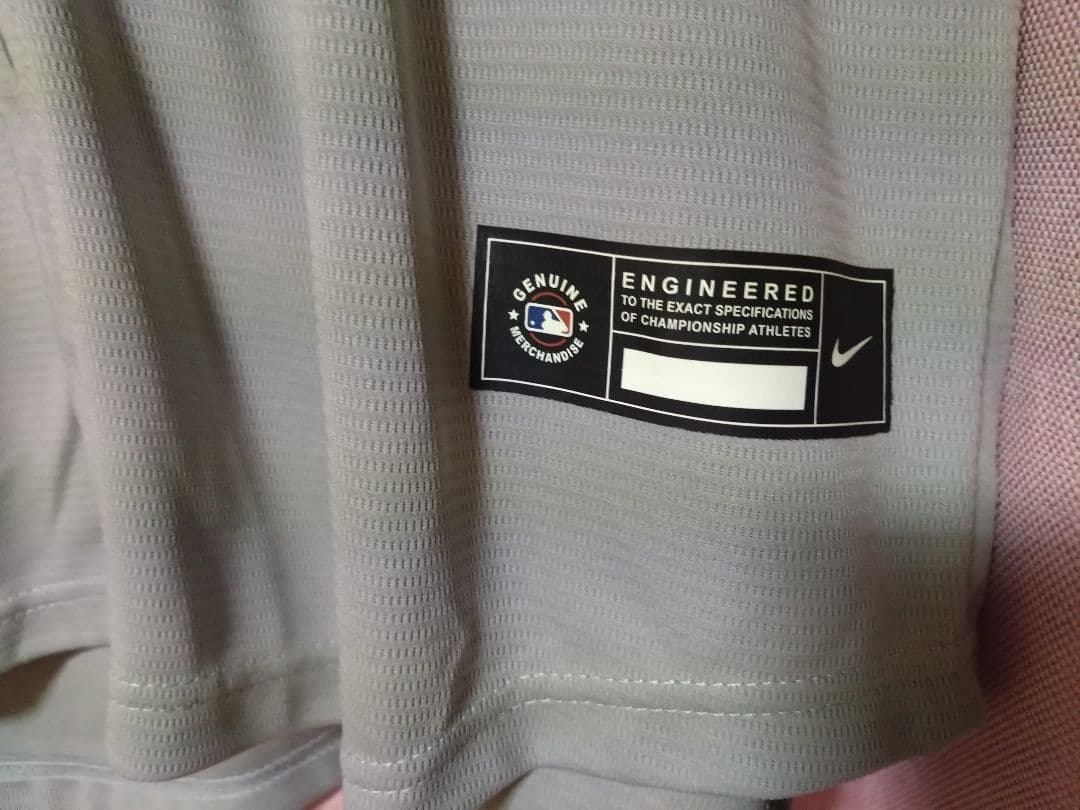 GENUINE
MERCHANDISE
ENGINEERED
TO THE EXACT SPECIFICATIONS
OF CHAMPIONSHIP ATHLETES